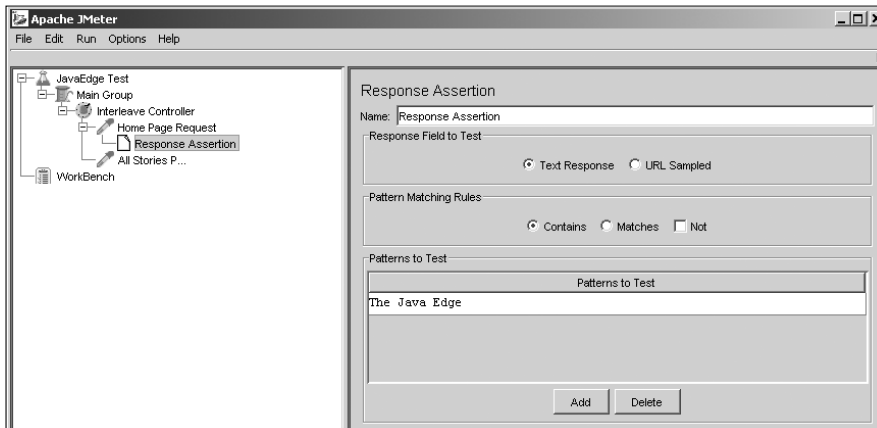 Apache JMeter
File Edit Run Options Help
JavaEdge Test
Main Group
Interleave Controller
Home Page Request
Response Assertion
All Stories P...
WorkBench
Response Assertion
Name: Response Assertion
Response Field to Test
Text Response URL Sampled
Pattern Matching Rules
Contains Matches Not
Patterns to Test
Patterns to Test
The Java Edge
Add Delete